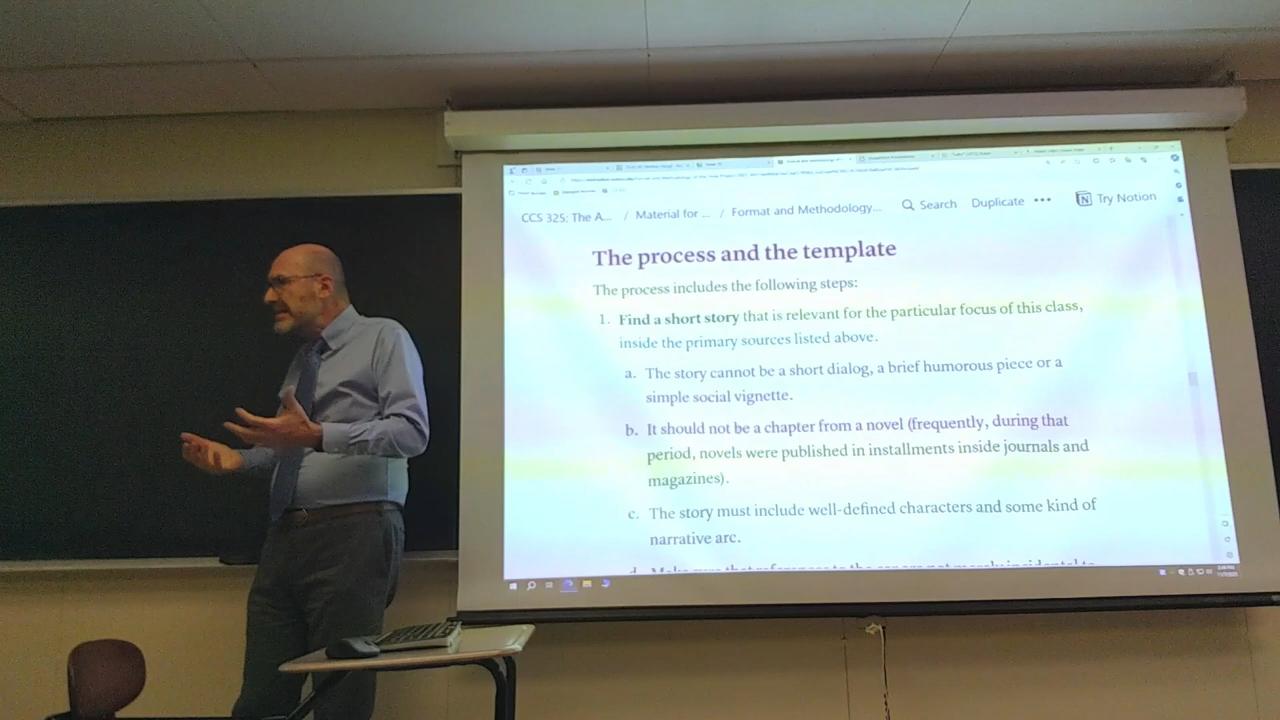 CCS 325: The A... / Material for ... / Format and Methodology... Search Duplicate ••• Try Notion
The process and the template
The process includes the following steps:
1. Find a short story that is relevant for the particular focus of this class,
inside the primary sources listed above.
a. The story cannot be a short dialog, a brief humorous piece or a
simple social vignette.
b. It should not be a chapter from a novel (frequently, during that
period, novels were published in installments inside journals and
magazines).
c. The story must include well-defined characters and some kind of
narrative arc.